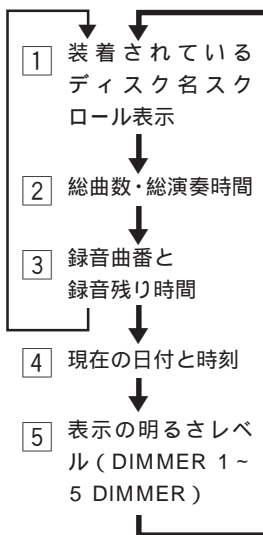 1 装着されている
ディスク名スク
ロール表示
2 総曲数・総演奏時間
3 録音曲番と
録音残り時間
4 現在の日付と時刻
5 表示の明るさレベ
ル（DIMMER 1～
5 DIMMER）